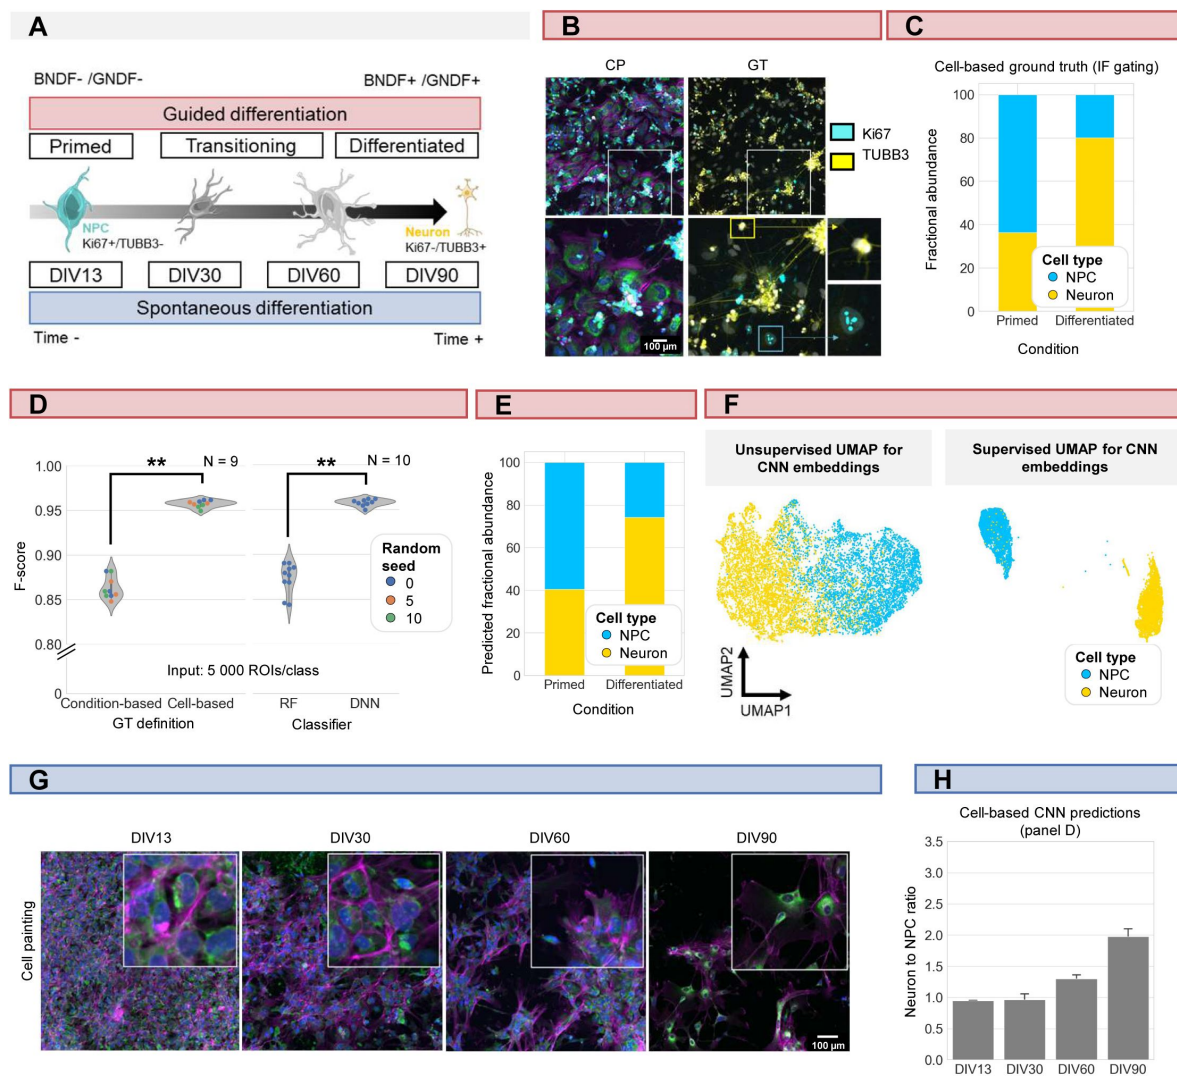 A
BNDF- /GNDF-
BNDF+ /GNDF+
Guided differentiation
Primed
Transitioning
Differentiated
NPC
Ki67+/TUBB3-
Neuron
Ki67-/TUBB3+
DIV13
DIV30
DIV60
DIV90
Spontaneous differentiation
Time -
Time +
B
CP
GT
Ki67
TUBB3
100 µm
C
Cell-based ground truth (IF gating)
Fractional abundance
100
80
60
40
20
0
Cell type
NPC
Neuron
Primed
Differentiated
Condition
D
F-score
1.00
0.95
0.90
0.85
0.80
0
**
N = 9
**
N = 10
Random
seed
0
5
10
Input: 5 000 ROIs/class
Condition-based
Cell-based
RF
DNN
GT definition
Classifier
E
Predicted fractional abundance
100
80
60
40
20
0
Cell type
NPC
Neuron
Primed
Differentiated
Condition
F
Unsupervised UMAP for
CNN embeddings
Supervised UMAP for CNN
embeddings
UMAP2
UMAP1
Cell type
NPC
Neuron
G
DIV13
DIV30
DIV60
DIV90
Cell painting
100 µm
H
Cell-based CNN predictions
(panel D)
Neuron to NPC ratio
3.5
3.0
2.5
2.0
1.5
1.0
0.5
0.0
DIV13
DIV30
DIV60
DIV90